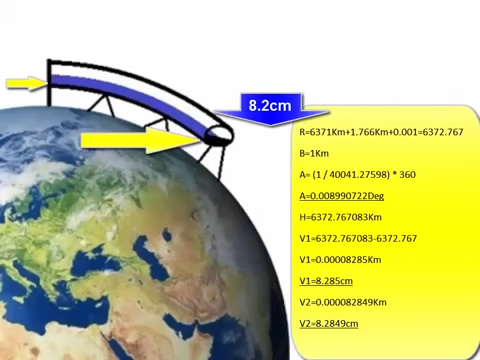 8.2cm
R=6371Km+1.766Km+0.001=6372.767
B=1Km
A= (1 / 40041.27598) * 360
A=0.008990722Deg
H=6372.767083Km
V1=6372.767083-6372.767
V1=0.00008285Km
V1=8.285cm
V2=0.000082849Km
V2=8.2849cm